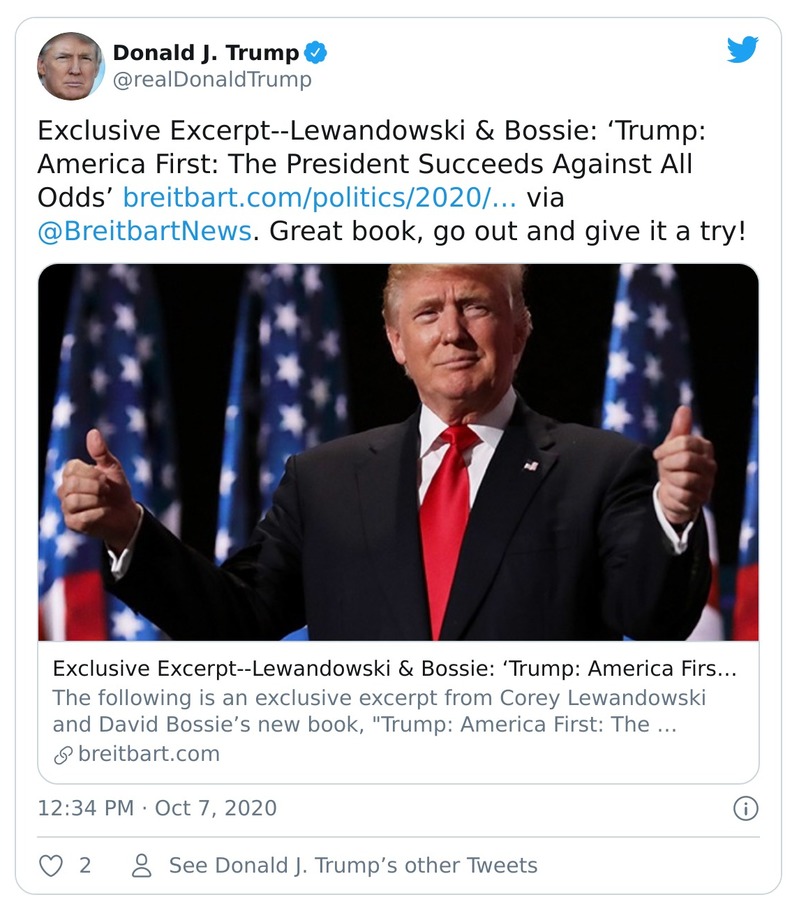 Donald J. Trump
@realDonaldTrump
Exclusive Excerpt--Lewandowski & Bossie: ‘Trump:
America First: The President Succeeds Against All
Odds’ breitbart.com/politics/2020/… via
@BreitbartNews. Great book, go out and give it a try!
Exclusive Excerpt--Lewandowski & Bossie: ‘Trump: America Firs…
The following is an exclusive excerpt from Corey Lewandowski
and David Bossie’s new book, "Trump: America First: The …
breitbart.com
12:34 PM · Oct 7, 2020
2 See Donald J. Trump’s other Tweets